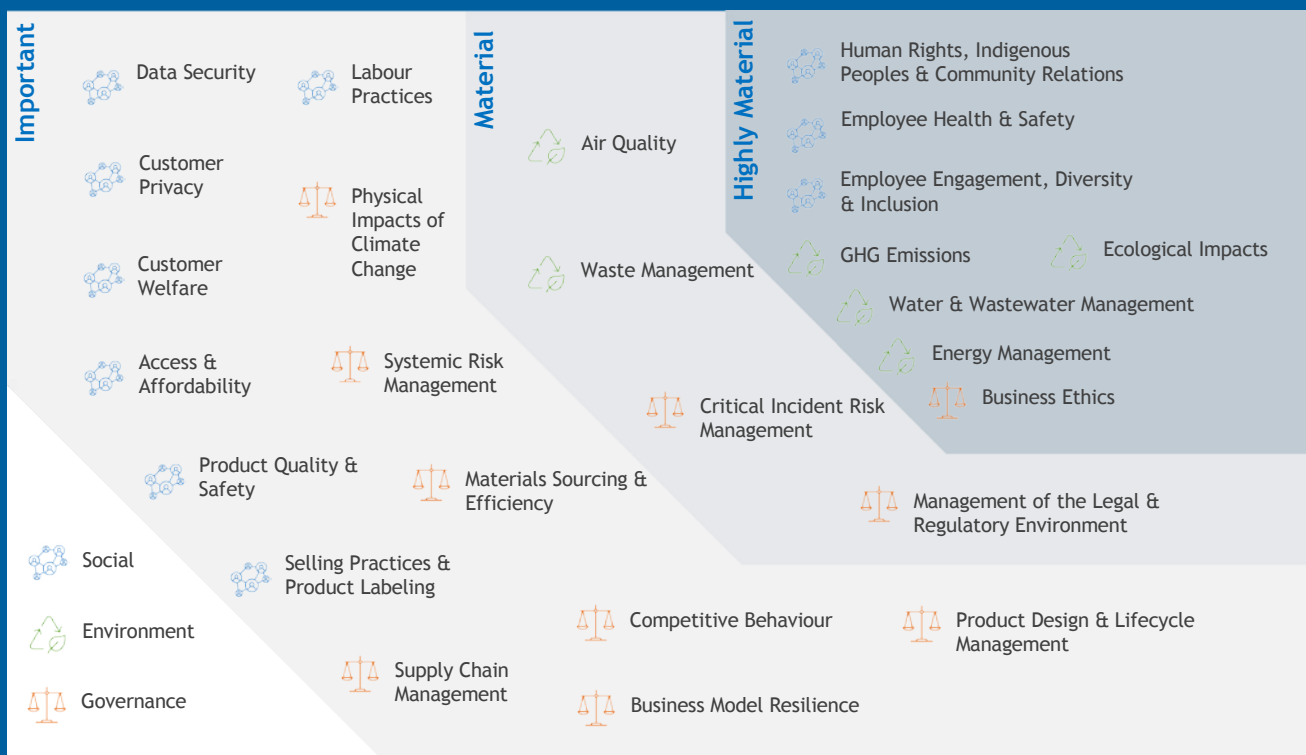 Important
Data Security
Labour
Practices
Customer
Privacy
Physical
Impacts of
Climate
Change
Customer
Welfare
Access &
Affordability
Systemic Risk
Management
Product Quality &
Safety
Materials Sourcing &
Efficiency
Selling Practices &
Product Labeling
Competitive Behaviour
Product Design & Lifecycle
Management
Supply Chain
Management
Business Model Resilience
Material
Air Quality
Waste Management
Critical Incident Risk
Management
Management of the Legal &
Regulatory Environment
Highly Material
Human Rights, Indigenous
Peoples & Community Relations
Employee Health & Safety
Employee Engagement, Diversity
& Inclusion
GHG Emissions
Ecological Impacts
Water & Wastewater Management
Energy Management
Business Ethics
Social
Environment
Governance